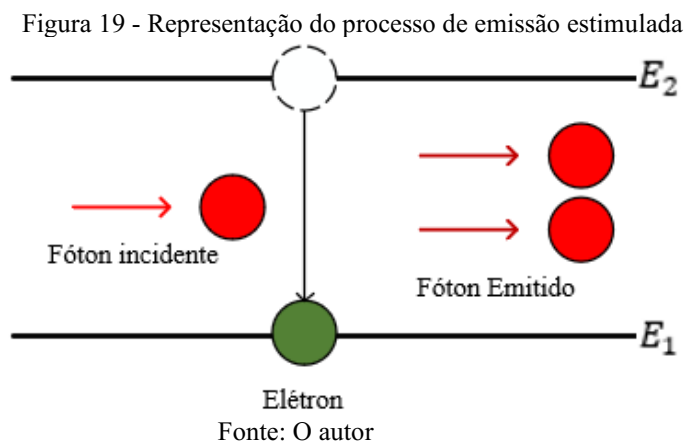 Figura 19 - Representação do processo de emissão estimulada
E₂
Fóton incidente
Fóton Emitido
E₁
Elétron
Fonte: O autor